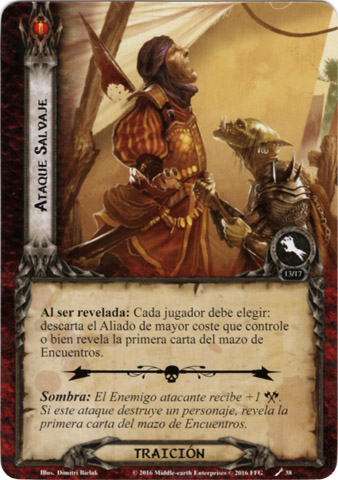 ATAQUE SALVAJE
13/17
Al ser revelada: Cada jugador debe elegir:
descarta el Aliado de mayor coste que controle
o bien revela la primera carta del mazo de
Encuentros.
Sombra: El Enemigo atacante recibe +1
Si este ataque destruye un personaje, revela la
primera carta del mazo de Encuentros.
TRAICIÓN
Illus. Dimitri Bielak © 2016 Middle-earth Enterprises © 2016 FFG 38